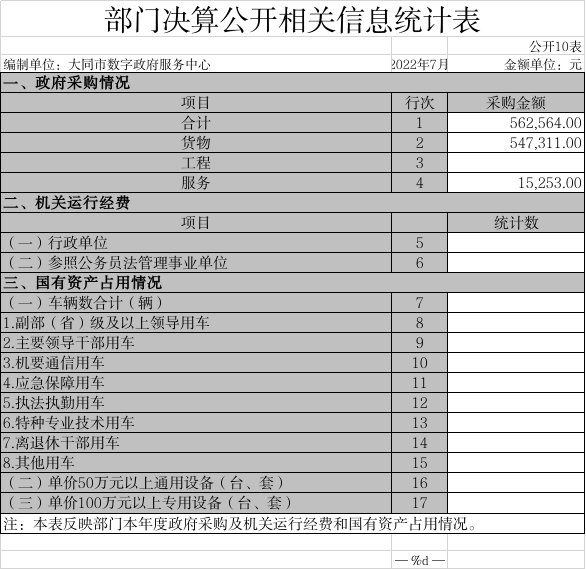 部门决算公开相关信息统计表
公开10表
编制单位：大同市数字政府服务中心 2022年7月 金额单位：元
一、政府采购情况
项目 行次 采购金额
合计 1 562,564.00
货物 2 547,311.00
工程 3
服务 4 15,253.00
二、机关运行经费
项目 统计数
（一）行政单位 5
（二）参照公务员法管理事业单位 6
三、国有资产占用情况
（一）车辆数合计（辆） 7
1.副部（省）级及以上领导用车 8
2.主要领导干部用车 9
3.机要通信用车 10
4.应急保障用车 11
5.执法执勤用车 12
6.特种专业技术用车 13
7.离退休干部用车 14
8.其他用车 15
（二）单价50万元以上通用设备（台、套） 16
（三）单价100万元以上专用设备（台、套） 17
注：本表反映部门本年度政府采购及机关运行经费和国有资产占用情况。
— %d —